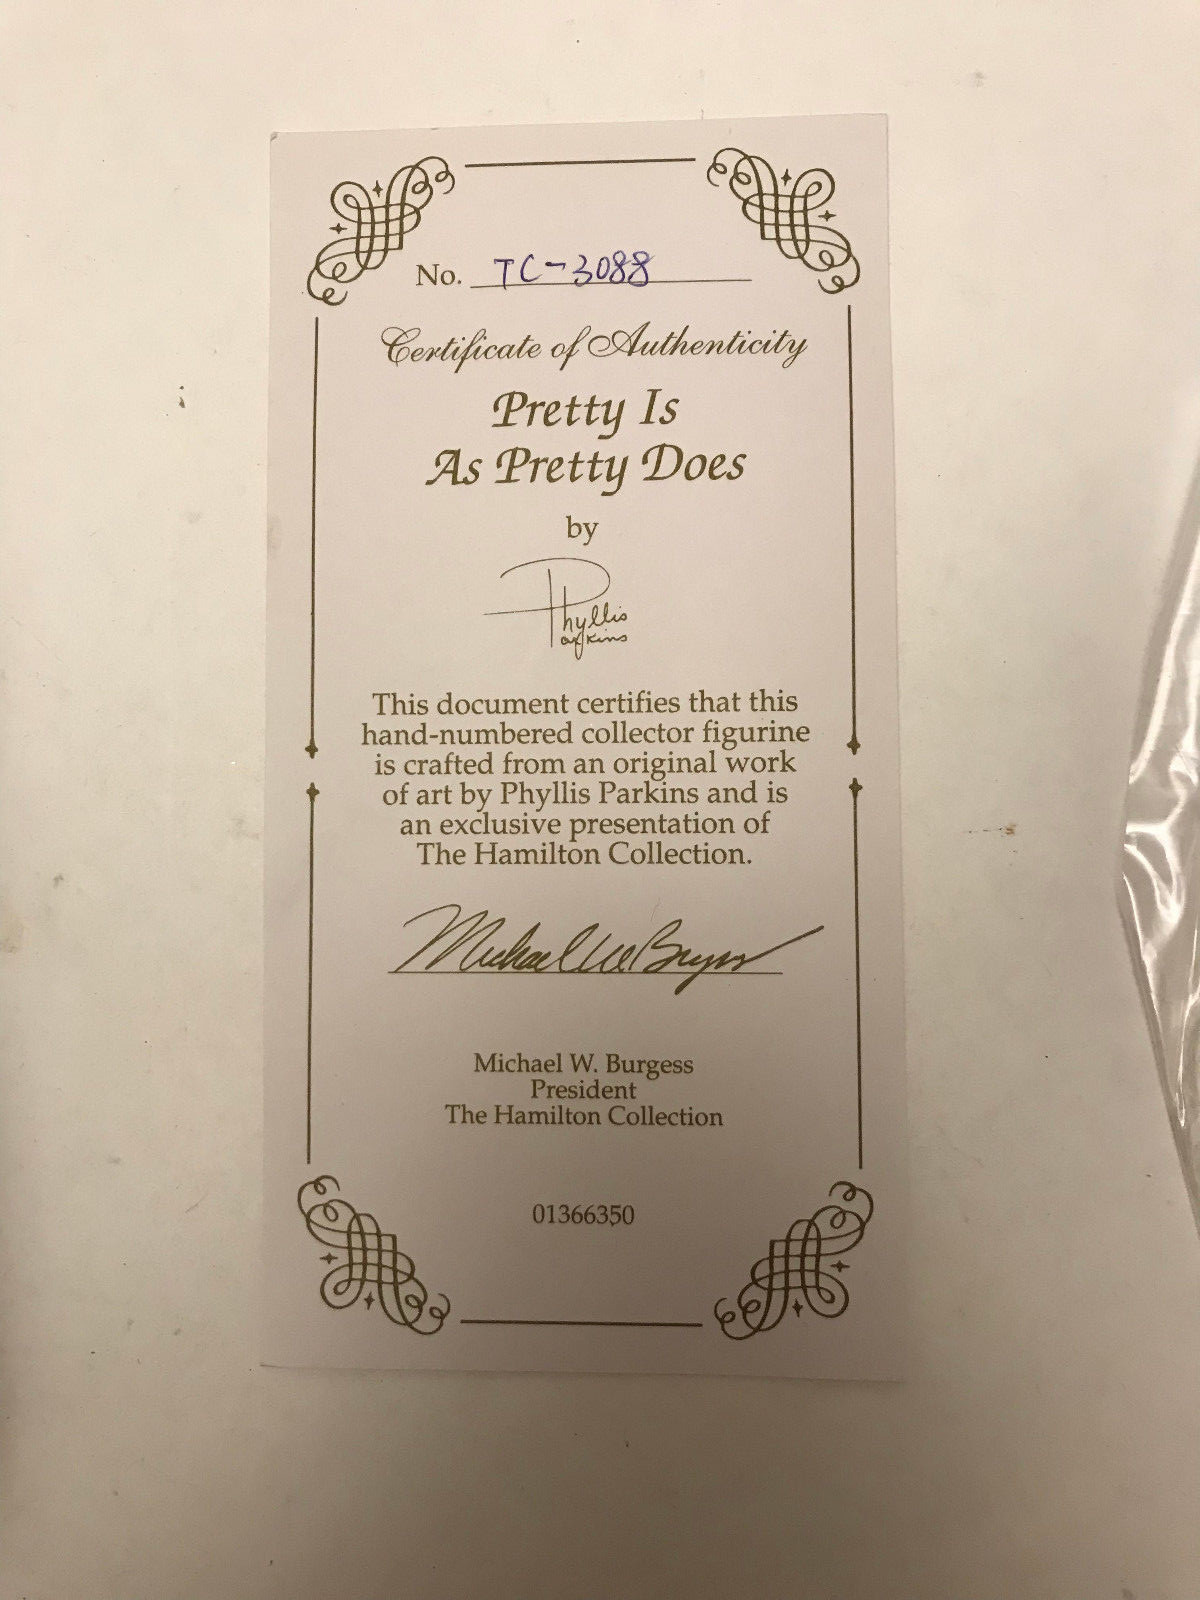 No. TC-3088
Certificate of Authenticity
Pretty Is
As Pretty Does
by
Phyllis
Parkins
This document certifies that this
hand-numbered collector figurine
is crafted from an original work
of art by Phyllis Parkins and is
an exclusive presentation of
The Hamilton Collection.
Michael W. Burgess
Michael W. Burgess
President
The Hamilton Collection
01366350